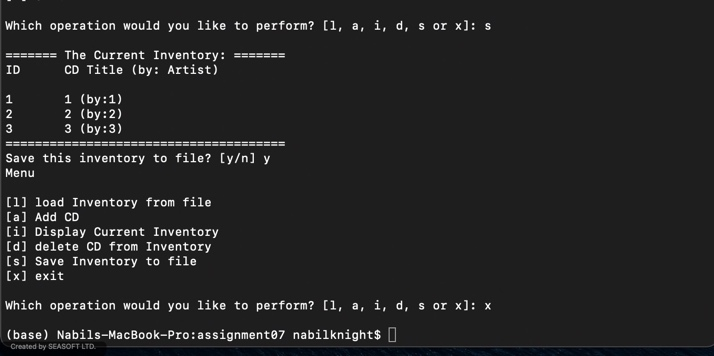 Which operation would you like to perform? [l, a, i, d, s or x]: s
======= The Current Inventory: =======
ID CD Title (by: Artist)
1 1 (by:1)
2 2 (by:2)
3 3 (by:3)
======================================
Save this inventory to file? [y/n] y
Menu
[l] load Inventory from file
[a] Add CD
[i] Display Current Inventory
[d] delete CD from Inventory
[s] Save Inventory to file
[x] exit
Which operation would you like to perform? [l, a, i, d, s or x]: x
(base) Nabils-MacBook-Pro:assignment07 nabilknight$
Created by SEASOFT LTD.